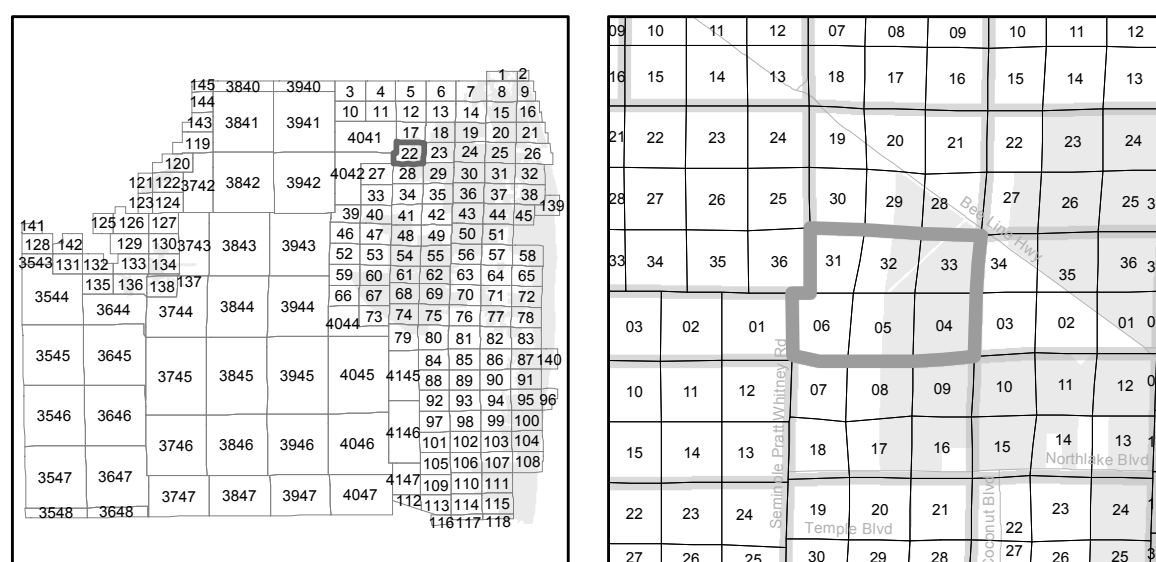 1 2
145 3840 3940 3 4 5 6 7 8 9
144 10 11 12 13 14 15 16
143 3841 3941 4041 17 18 19 20 21
119 22 23 24 25 26
120 4042 27 28 29 30 31 32
121 122 3742 3842 3942 33 34 35 36 37 38
123 124 139
141 125 126 127 39 40 41 42 43 44 45
128 142 129 130 3743 3843 3943 46 47 48 49 50 51
3543 131 132 133 134 52 53 54 55 56 57 58
135 136 138 137 59 60 61 62 63 64 65
3544 3644 3744 3844 3944 66 67 68 69 70 71 72
4044 73 74 75 76 77 78
79 80 81 82 83
3545 3645 84 85 86 87 140
3745 3845 3945 4045 4145 88 89 90 91
92 93 94 95 96
3546 3646 97 98 99 100
3746 3846 3946 4046 4146 101 102 103 104
105 106 107 108
3547 3647 4147 109 110 111
3747 3847 3947 4047 112 113 114 115
3548 3648 116 117 118
09 10 11 12 07 08 09 10 11 12
16 15 14 13 18 17 16 15 14 13
21 22 23 24 19 20 21 22 23 24
28 27 26 25 30 29 28 27 26 25 3
Bee Line Hwy
33 34 35 36 31 32 33 34 35 36 3
03 02 01 06 05 04 03 02 01 0
Seminole Pratt Whitney Rd
10 11 12 07 08 09 10 11 12 0
15 14 13 18 17 16 15 14 13 1
Northlake Blvd
22 23 24 19 20 21 22 23 24
Temple Blvd
Coconut Blvd
27 26 25 30 29 28 27 26 25 3